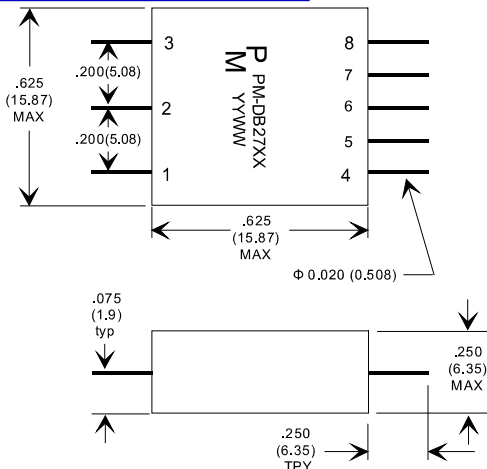 3
8
.200(5.08)
7
.625
(15.87)
MAX
2
P
M
PM-DB27XX
YYWW
6
.200(5.08)
5
1
4
.625
(15.87)
MAX
Φ 0.020 (0.508)
.075
(1.9)
typ
.250
(6.35)
MAX
.250
(6.35)
TPY